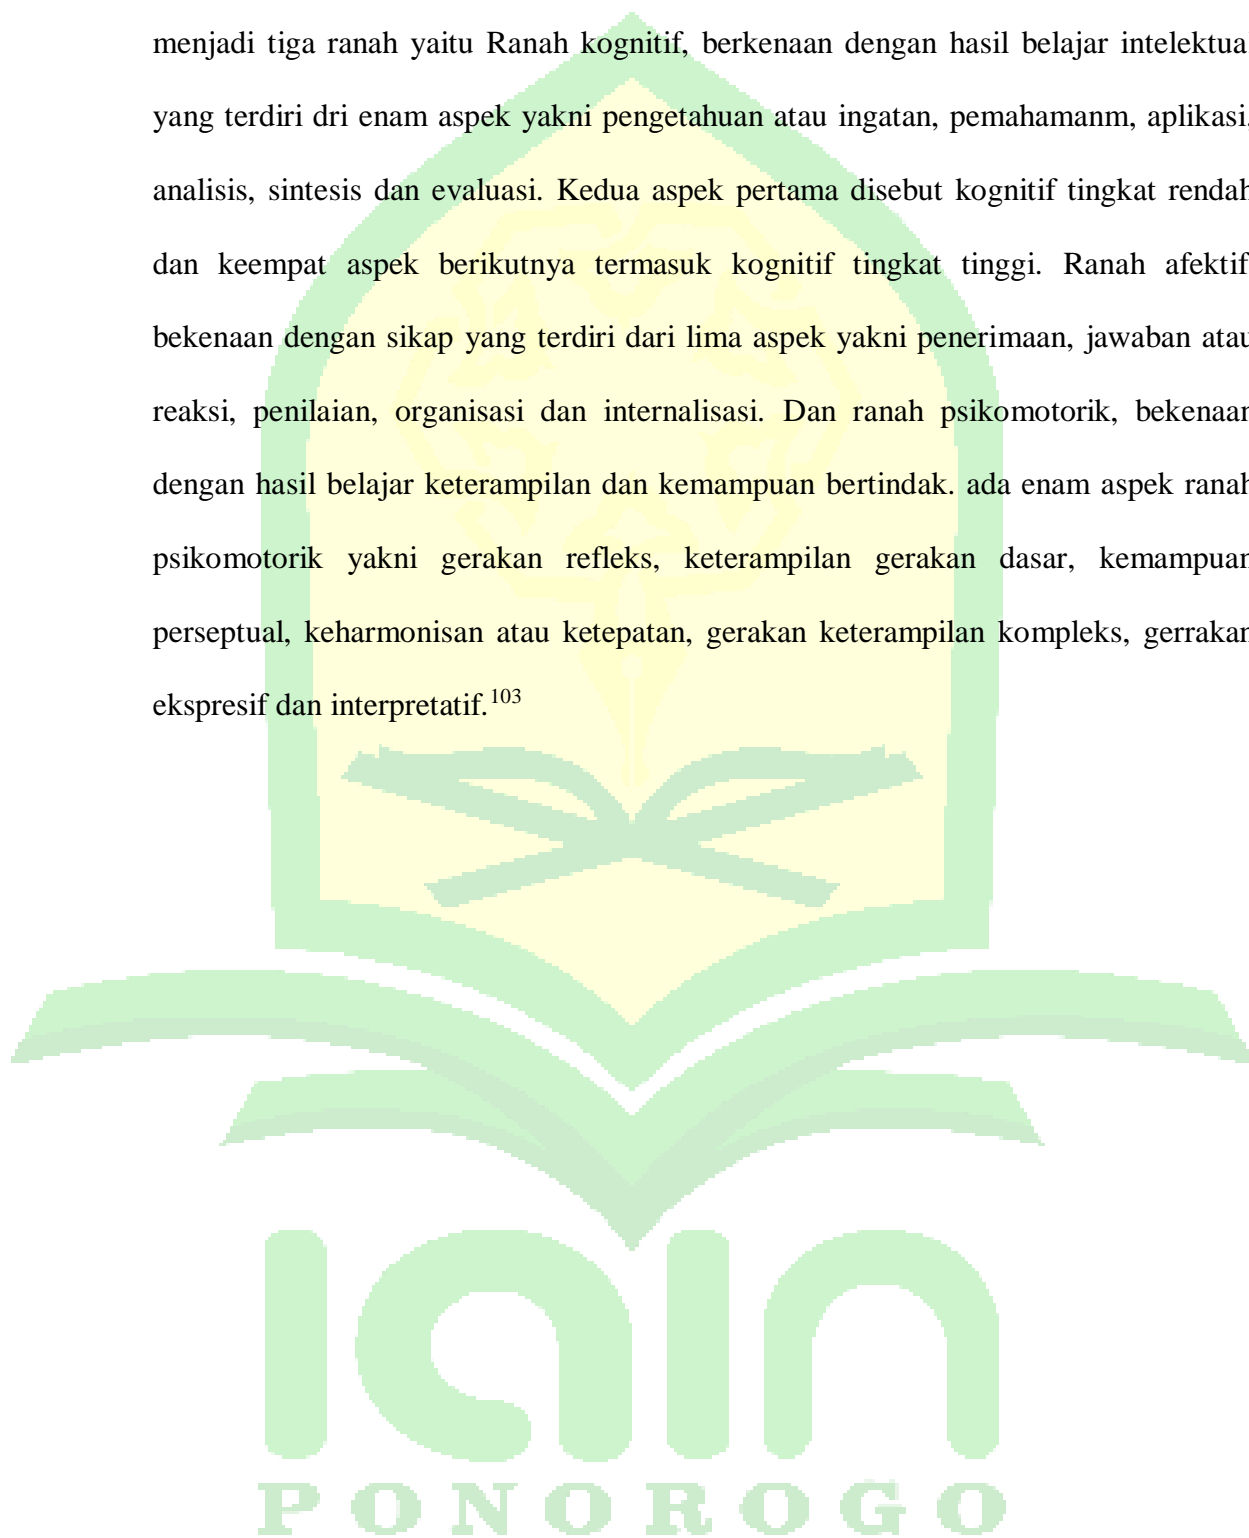 menjadi tiga ranah yaitu Ranah kognitif, berkenaan dengan hasil belajar intelektual
yang terdiri dri enam aspek yakni pengetahuan atau ingatan, pemahamanm, aplikasi,
analisis, sintesis dan evaluasi. Kedua aspek pertama disebut kognitif tingkat rendah
dan keempat aspek berikutnya termasuk kognitif tingkat tinggi. Ranah afektif
bekenaan dengan sikap yang terdiri dari lima aspek yakni penerimaan, jawaban atau
reaksi, penilaian, organisasi dan internalisasi. Dan ranah psikomotorik, bekenaan
dengan hasil belajar keterampilan dan kemampuan bertindak. ada enam aspek ranah
psikomotorik yakni gerakan refleks, keterampilan gerakan dasar, kemampuan
perseptual, keharmonisan atau ketepatan, gerakan keterampilan kompleks, gerrakan
ekspresif dan interpretatif.103
iain
PONOROGO